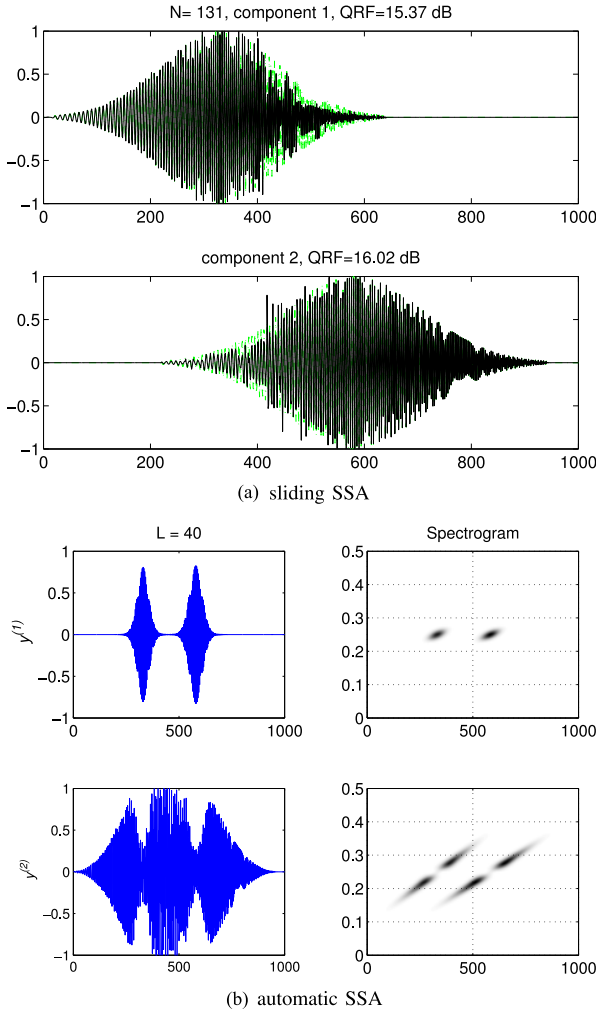 N= 131, component 1, QRF=15.37 dB
1
0.5
0
−0.5
−1
0 200 400 600 800 1000
component 2, QRF=16.02 dB
1
0.5
0
−0.5
−1
0 200 400 600 800 1000
(a) sliding SSA
L = 40
1
0.5
0
−0.5
−1
y(1)
0 500 1000
Spectrogram
0.5
0.4
0.3
0.2
0.1
0
0 500 1000
1
0.5
0
−0.5
−1
y(2)
0 500 1000
0.5
0.4
0.3
0.2
0.1
0
0 500 1000
(b) automatic SSA